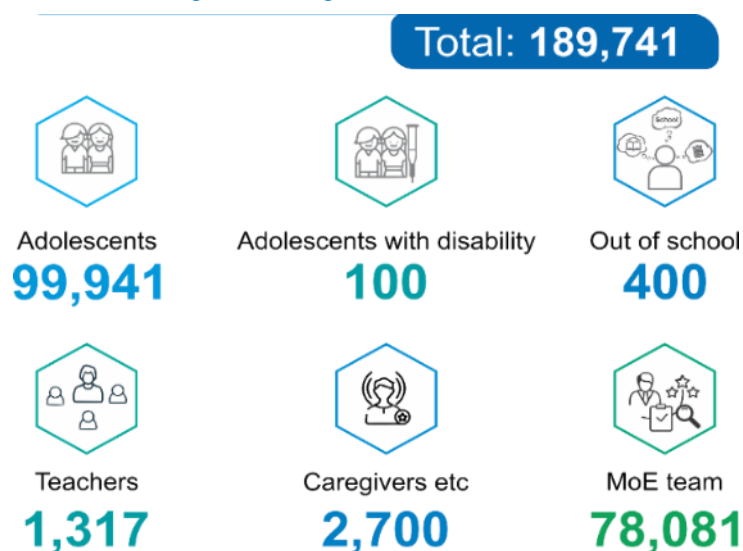 Total: 189,741
School
Adolescents
Adolescents with disability
Out of school
99,941
100
400
Teachers
Caregivers etc
MoE team
1,317
2,700
78,081